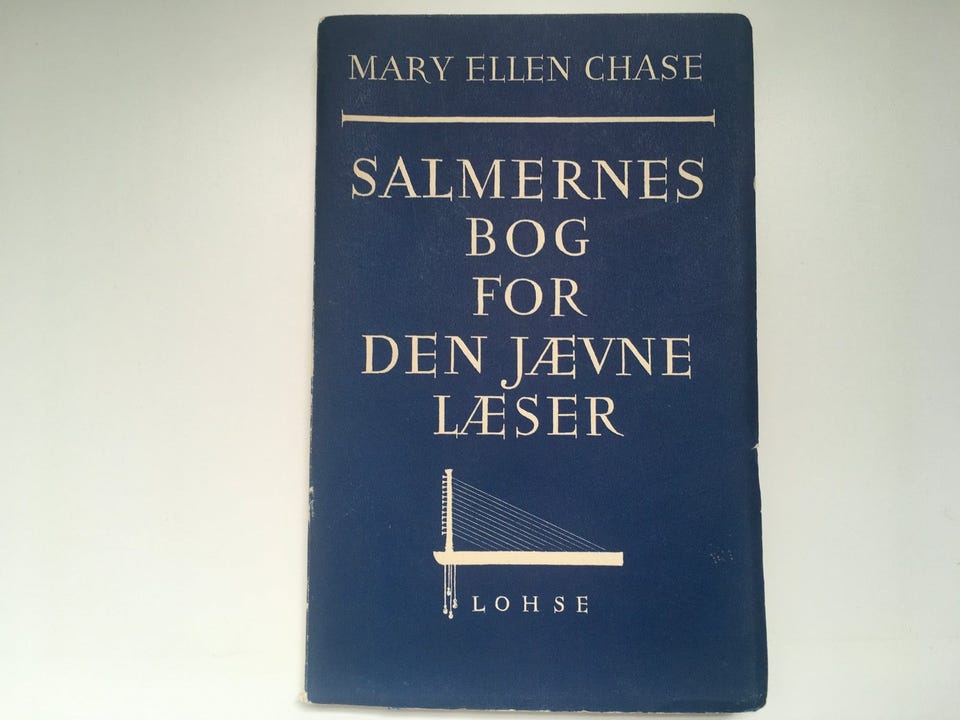 MARY ELLEN CHASE
SALMERNES
BOG
FOR
DEN JÆVNE
LÆSER
LOHSE